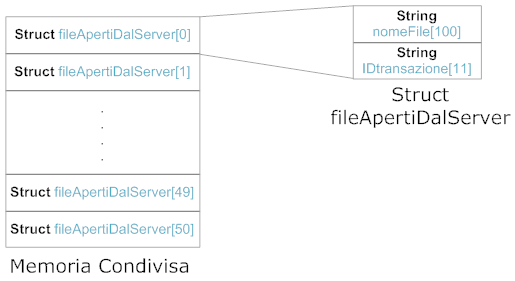 Struct fileApertiDalServer[0]
Struct fileApertiDalServer[1]
.
.
.
.
Struct fileApertiDalServer[49]
Struct fileApertiDalServer[50]
Memoria Condivisa
String
nomeFile[100]
String
IDtransazione[11]
Struct
fileApertiDalServer